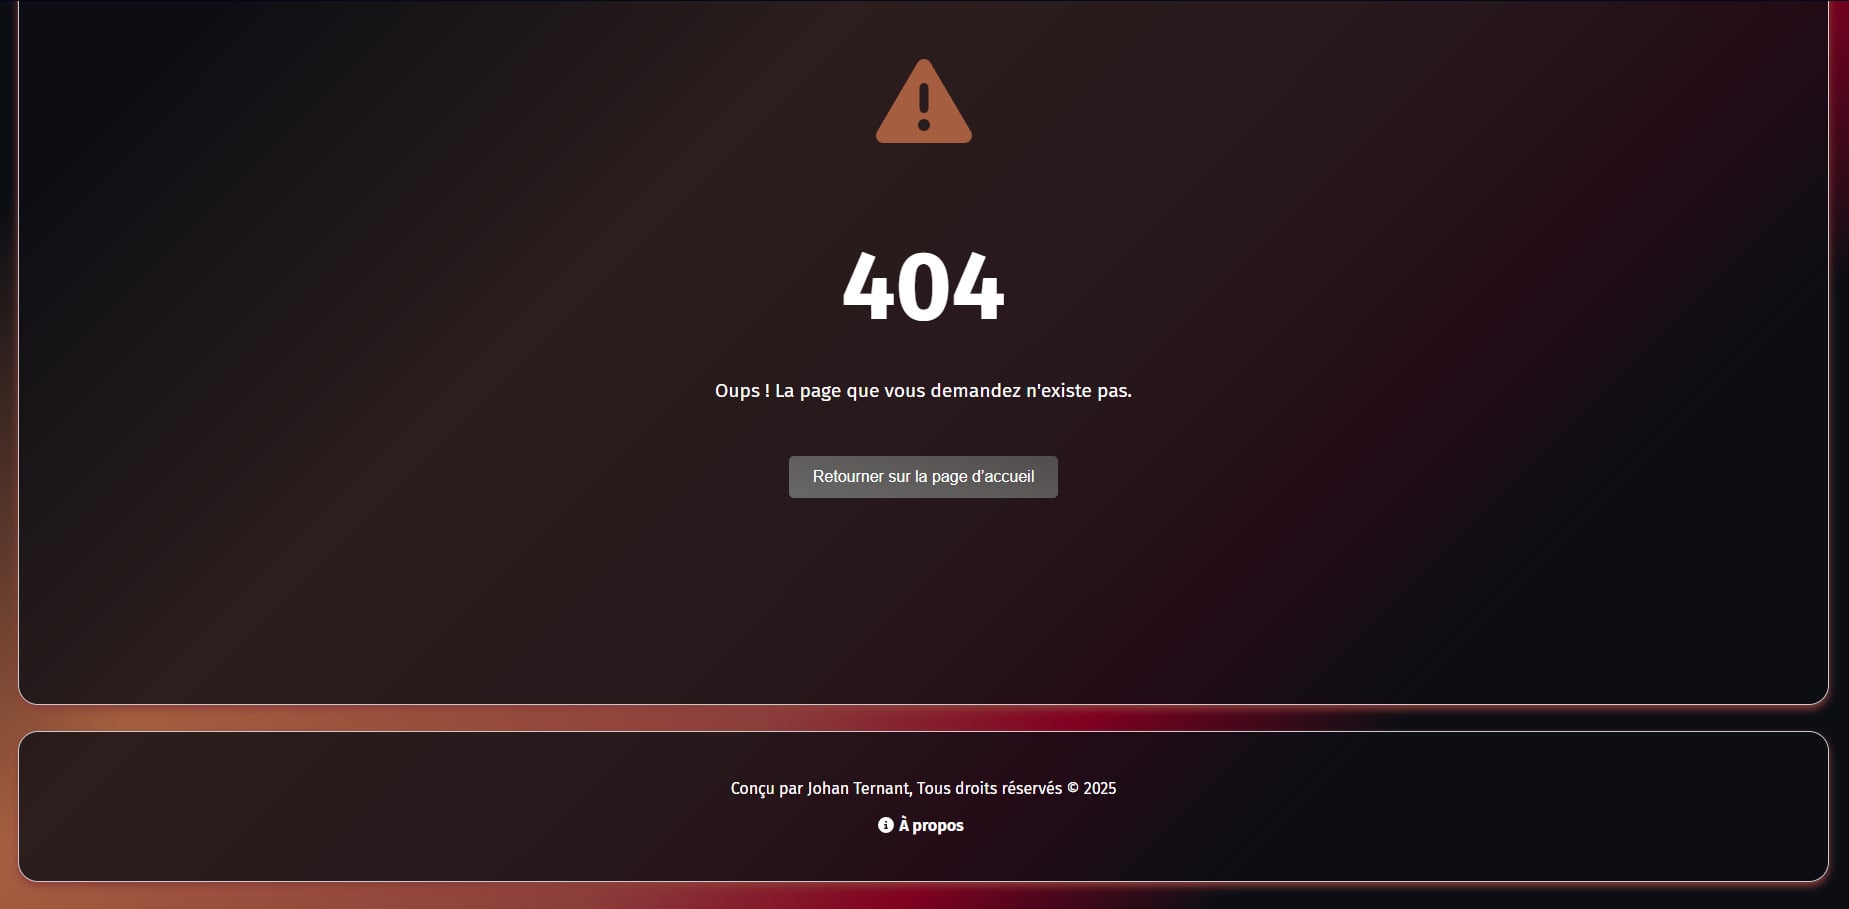 404
Oups ! La page que vous demandez n'existe pas.
Retourner sur la page d'accueil
Conçu par Johan Ternant, Tous droits réservés © 2025
À propos